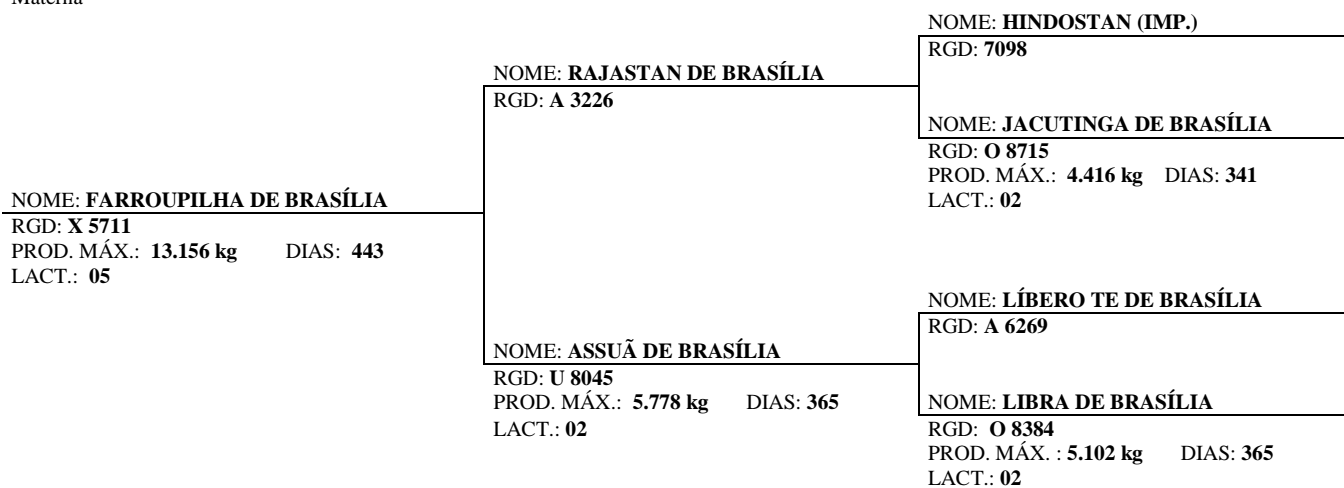 Materna
NOME: HINDOSTAN (IMP.)
RGD: 7098
NOME: RAJASTAN DE BRASÍLIA
RGD: A 3226
NOME: JACUTINGA DE BRASÍLIA
RGD: O 8715
PROD. MÁX.: 4.416 kg DIAS: 341
LACT.: 02
NOME: FARROUPILHA DE BRASÍLIA
RGD: X 5711
PROD. MÁX.: 13.156 kg DIAS: 443
LACT.: 05
NOME: LÍBERO TE DE BRASÍLIA
RGD: A 6269
NOME: ASSUÃ DE BRASÍLIA
RGD: U 8045
PROD. MÁX.: 5.778 kg DIAS: 365
LACT.: 02
NOME: LIBRA DE BRASÍLIA
RGD: O 8384
PROD. MÁX. : 5.102 kg DIAS: 365
LACT.: 02